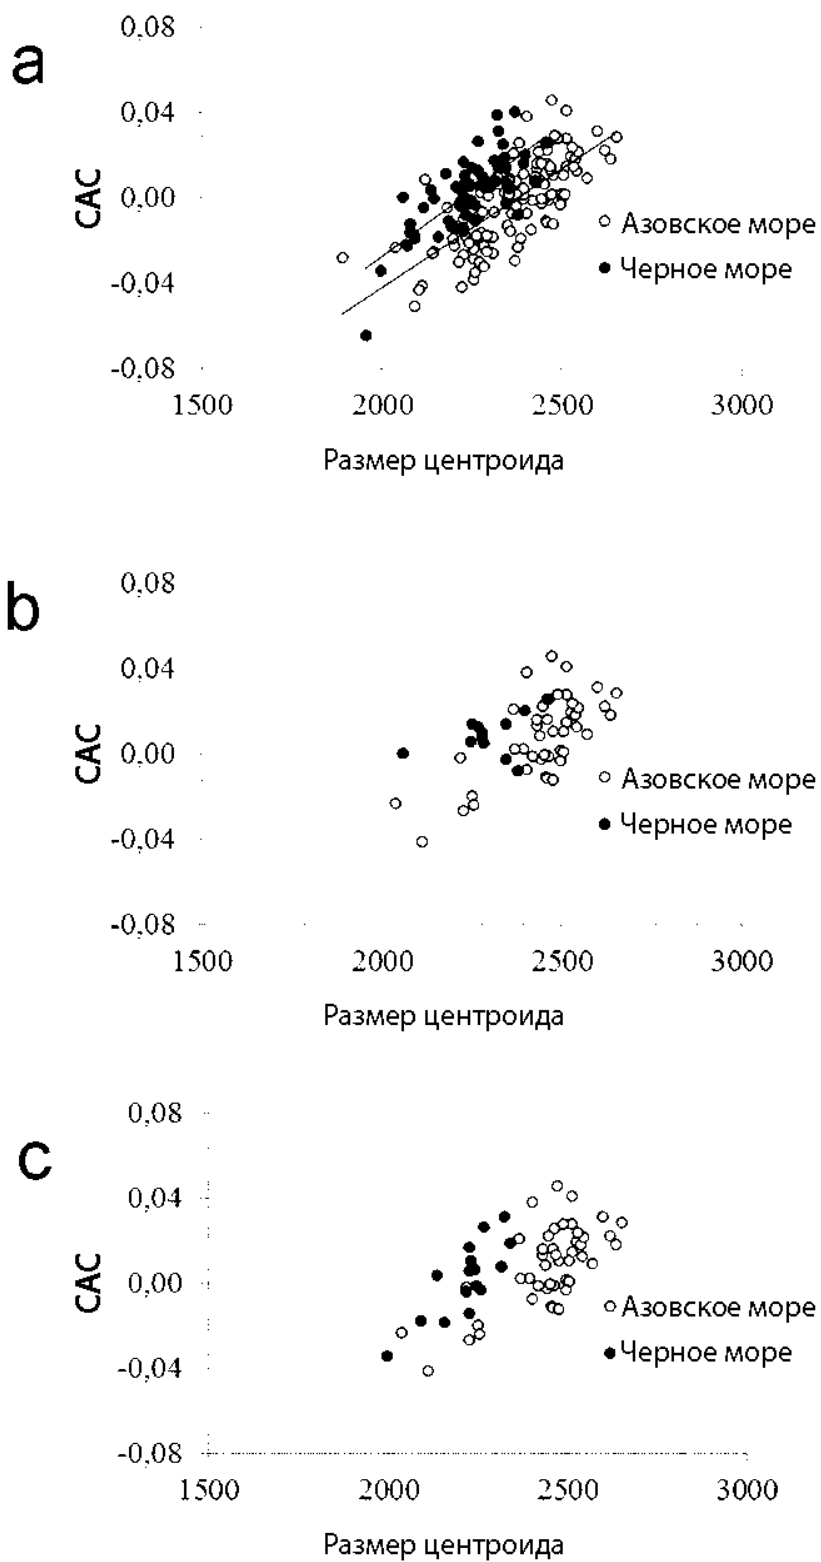 a
0,08
0,04
0,00
-0,04
-0,08
САС
Азовское море
Черное море
1500 2000 2500 3000
Размер центроида
b
0,08
0,04
0,00
-0,04
-0,08
САС
Азовское море
Черное море
1500 2000 2500 3000
Размер центроида
c
0,08
0,04
0,00
-0,04
-0,08
САС
Азовское море
Черное море
1500 2000 2500 3000
Размер центроида